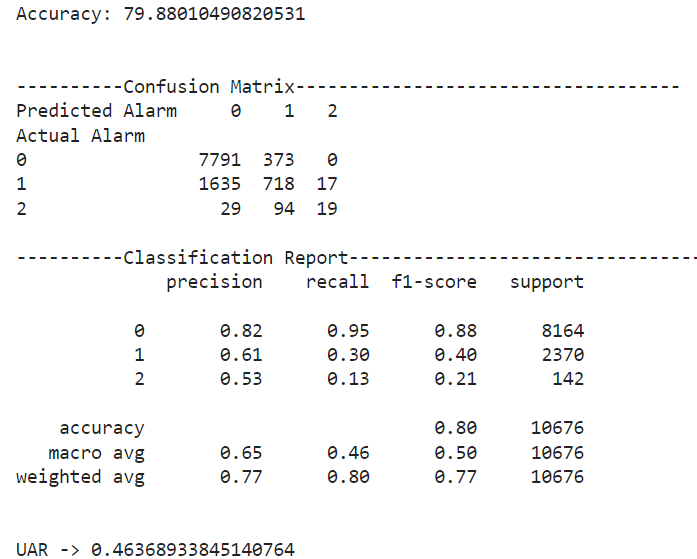 Accuracy: 79.88010490820531
----------Confusion Matrix------------------------------------
Predicted Alarm 0 1 2
Actual Alarm
0 7791 373 0
1 1635 718 17
2 29 94 19
----------Classification Report---------------------------------
precision recall f1-score support
0 0.82 0.95 0.88 8164
1 0.61 0.30 0.40 2370
2 0.53 0.13 0.21 142
accuracy 0.80 10676
macro avg 0.65 0.46 0.50 10676
weighted avg 0.77 0.80 0.77 10676
UAR -> 0.46368933845140764